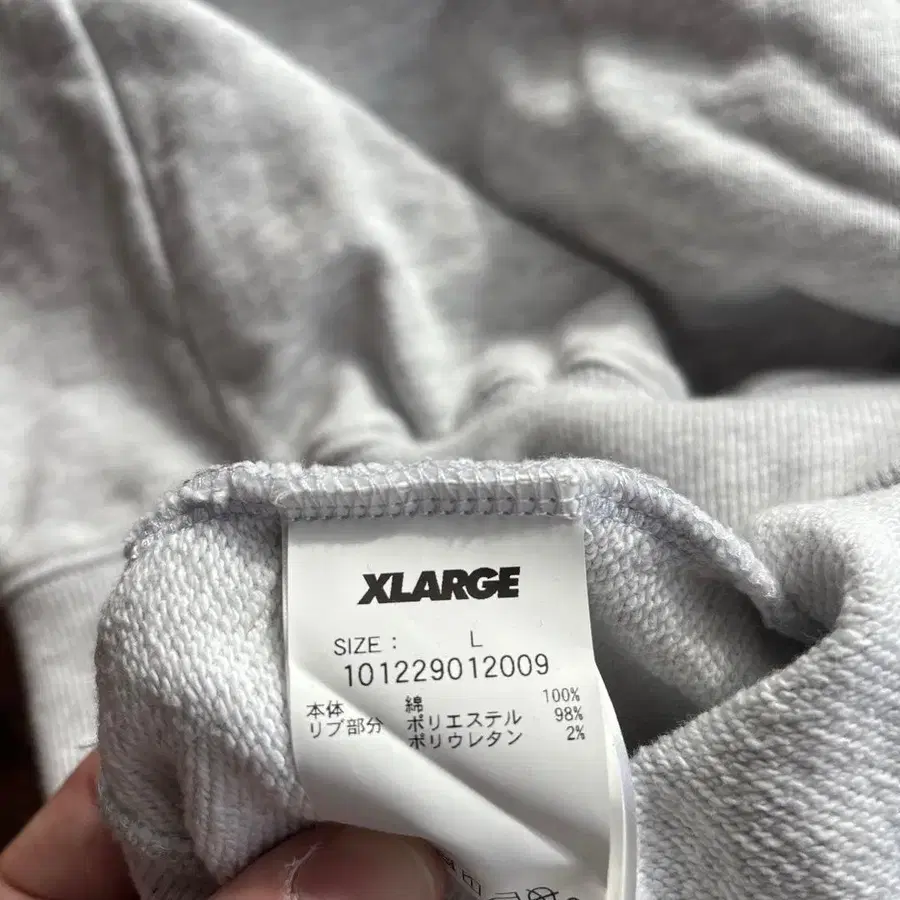 XLARGE
SIZE : L
101229012009
本体 綿 100%
リブ部分 ポリエステル 98%
ポリウレタン 2%